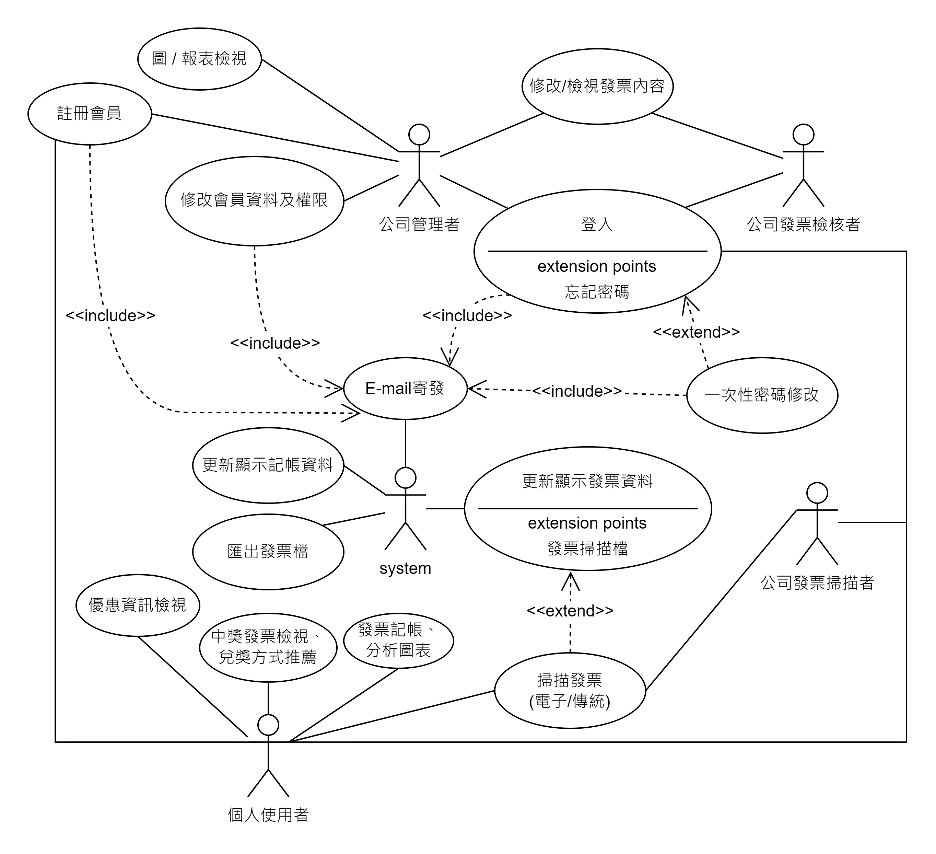 圖 / 報表檢視
修改/檢視發票內容
註冊會員
修改會員資料及權限
公司管理者
登入
公司發票檢核者
extension points
忘記密碼
<<include>>
<<include>>
<<extend>>
<<include>>
E-mail寄發
<<include>>
一次性密碼修改
更新顯示記帳資料
更新顯示發票資料
extension points
發票掃描檔
匯出發票檔
system
公司發票掃描者
優惠資訊檢視
<<extend>>
中獎發票檢視、
兌獎方式推薦
發票記帳、
分析圖表
掃描發票
(電子/傳統)
個人使用者